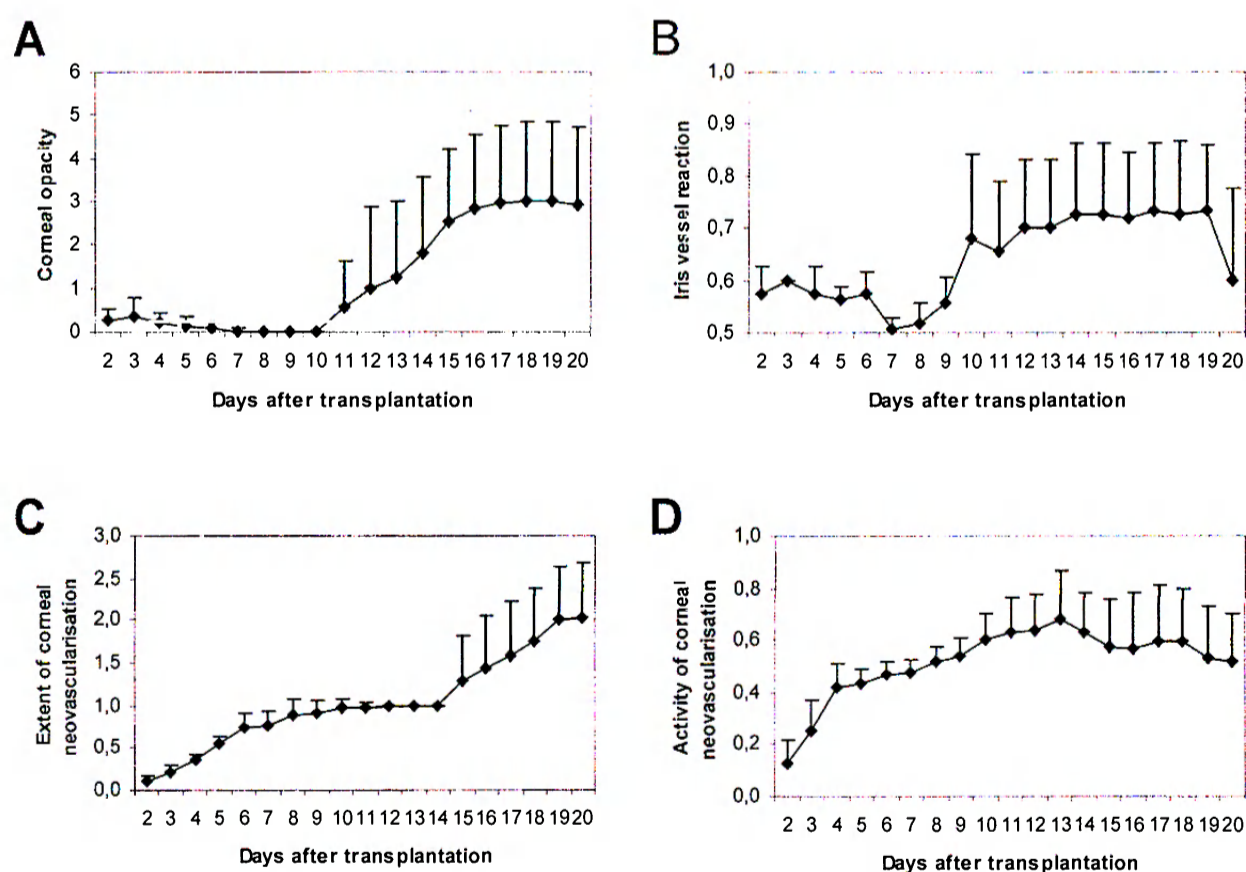 A
6
5
4
3
2
1
0
Corneal opacity
2 3 4 5 6 7 8 9 10 11 12 13 14 15 16 17 18 19 20
Days after transplantation
B
1,0
0,9
0,8
0,7
0,6
0,5
Iris vessel reaction
2 3 4 5 6 7 8 9 10 11 12 13 14 15 16 17 18 19 20
Days after transplantation
C
3,0
2,5
2,0
1,5
1,0
0,5
0,0
Extent of corneal
neovascularisation
2 3 4 5 6 7 8 9 10 11 12 13 14 15 16 17 18 19 20
Days after transplantation
D
1,0
0,8
0,6
0,4
0,2
0,0
Activity of corneal
neovascularisation
2 3 4 5 6 7 8 9 10 11 12 13 14 15 16 17 18 19 20
Days after transplantation